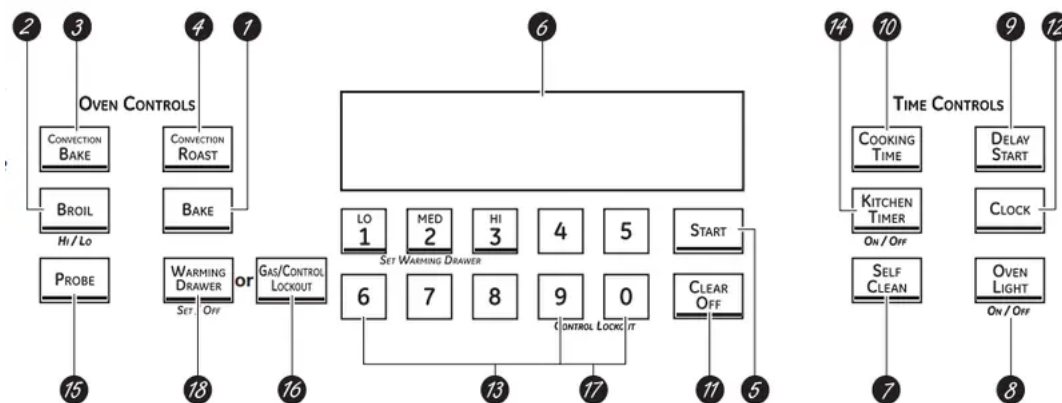 2 3 4 1 6 14 10 9 12
OVEN CONTROLS
TIME CONTROLS
CONVECTION
BAKE
CONVECTION
ROAST
COOKING
TIME
DELAY
START
BROIL
HI / LO
BAKE
LO
1
MED
2
HI
3
4
5
START
SET WARMING DRAWER
KITCHEN
TIMER
ON / OFF
CLOCK
PROBE
WARMING
DRAWER
SET / OFF
or
GAS/CONTROL
LOCKOUT
6
7
8
9
0
CONTROL LOCKOUT
CLEAR
OFF
SELF
CLEAN
OVEN
LIGHT
ON / OFF
15 18 16 13 17 11 5 7 8